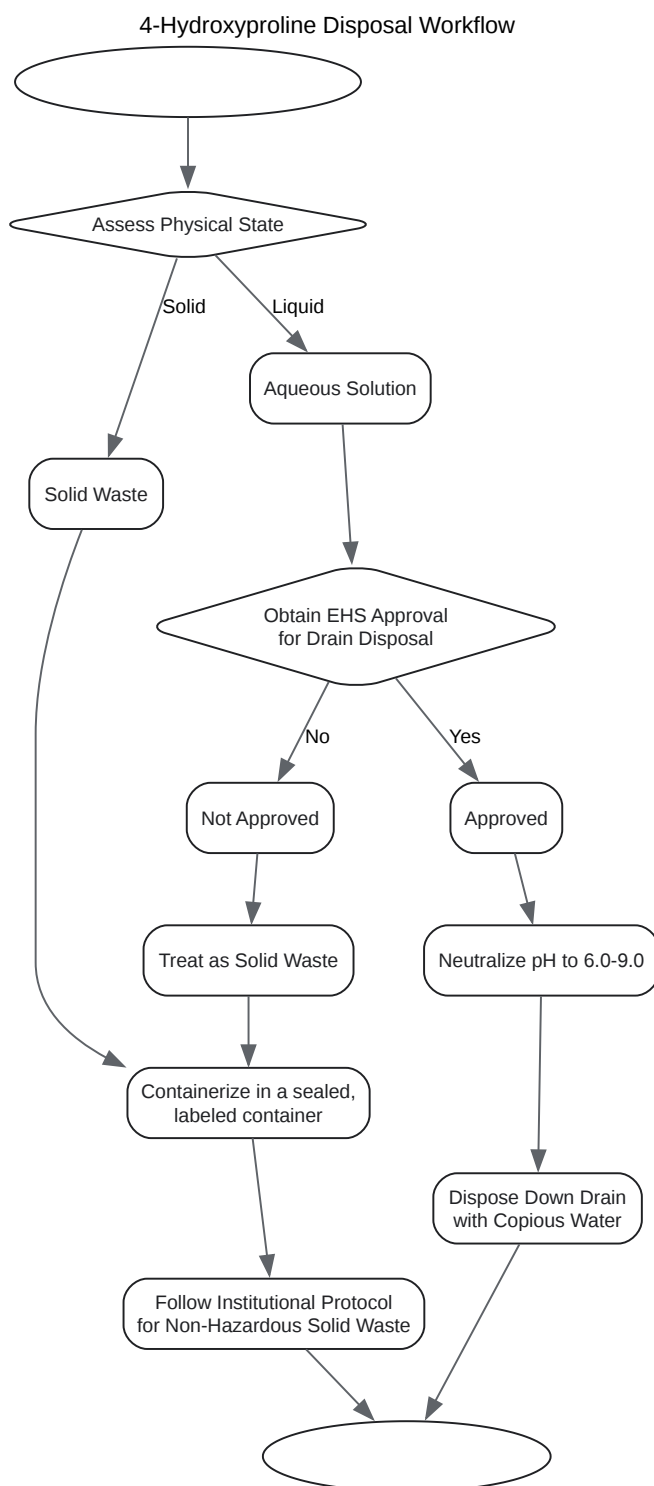 4-Hydroxyproline Disposal Workflow
Assess Physical State
Solid
Liquid
Aqueous Solution
Solid Waste
Obtain EHS Approval
for Drain Disposal
No
Yes
Not Approved
Approved
Treat as Solid Waste
Neutralize pH to 6.0-9.0
Containerize in a sealed,
labeled container
Dispose Down Drain
with Copious Water
Follow Institutional Protocol
for Non-Hazardous Solid Waste